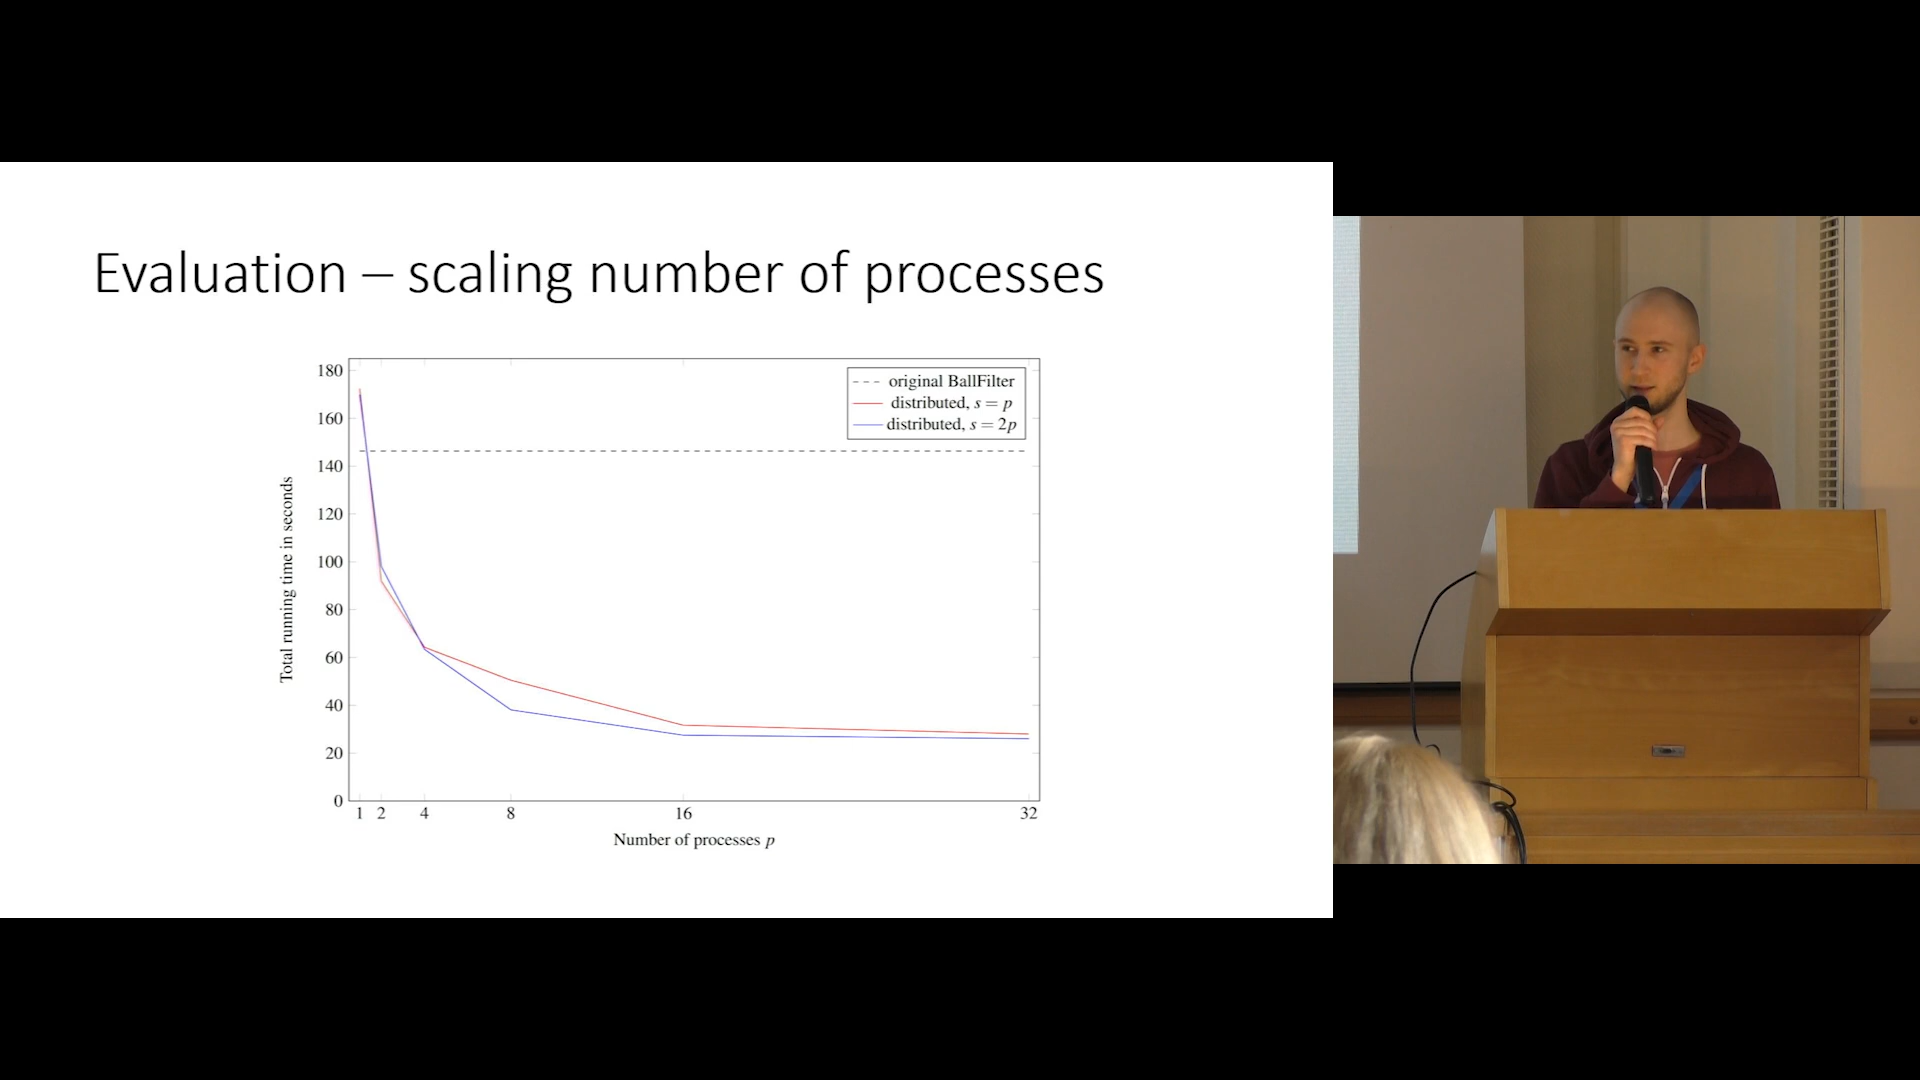 Evaluation – scaling number of processes
180
160
140
120
100
80
60
40
20
0
Total running time in seconds
original BallFilter
distributed, s = p
distributed, s = 2p
1 2 4 8 16 32
Number of processes p